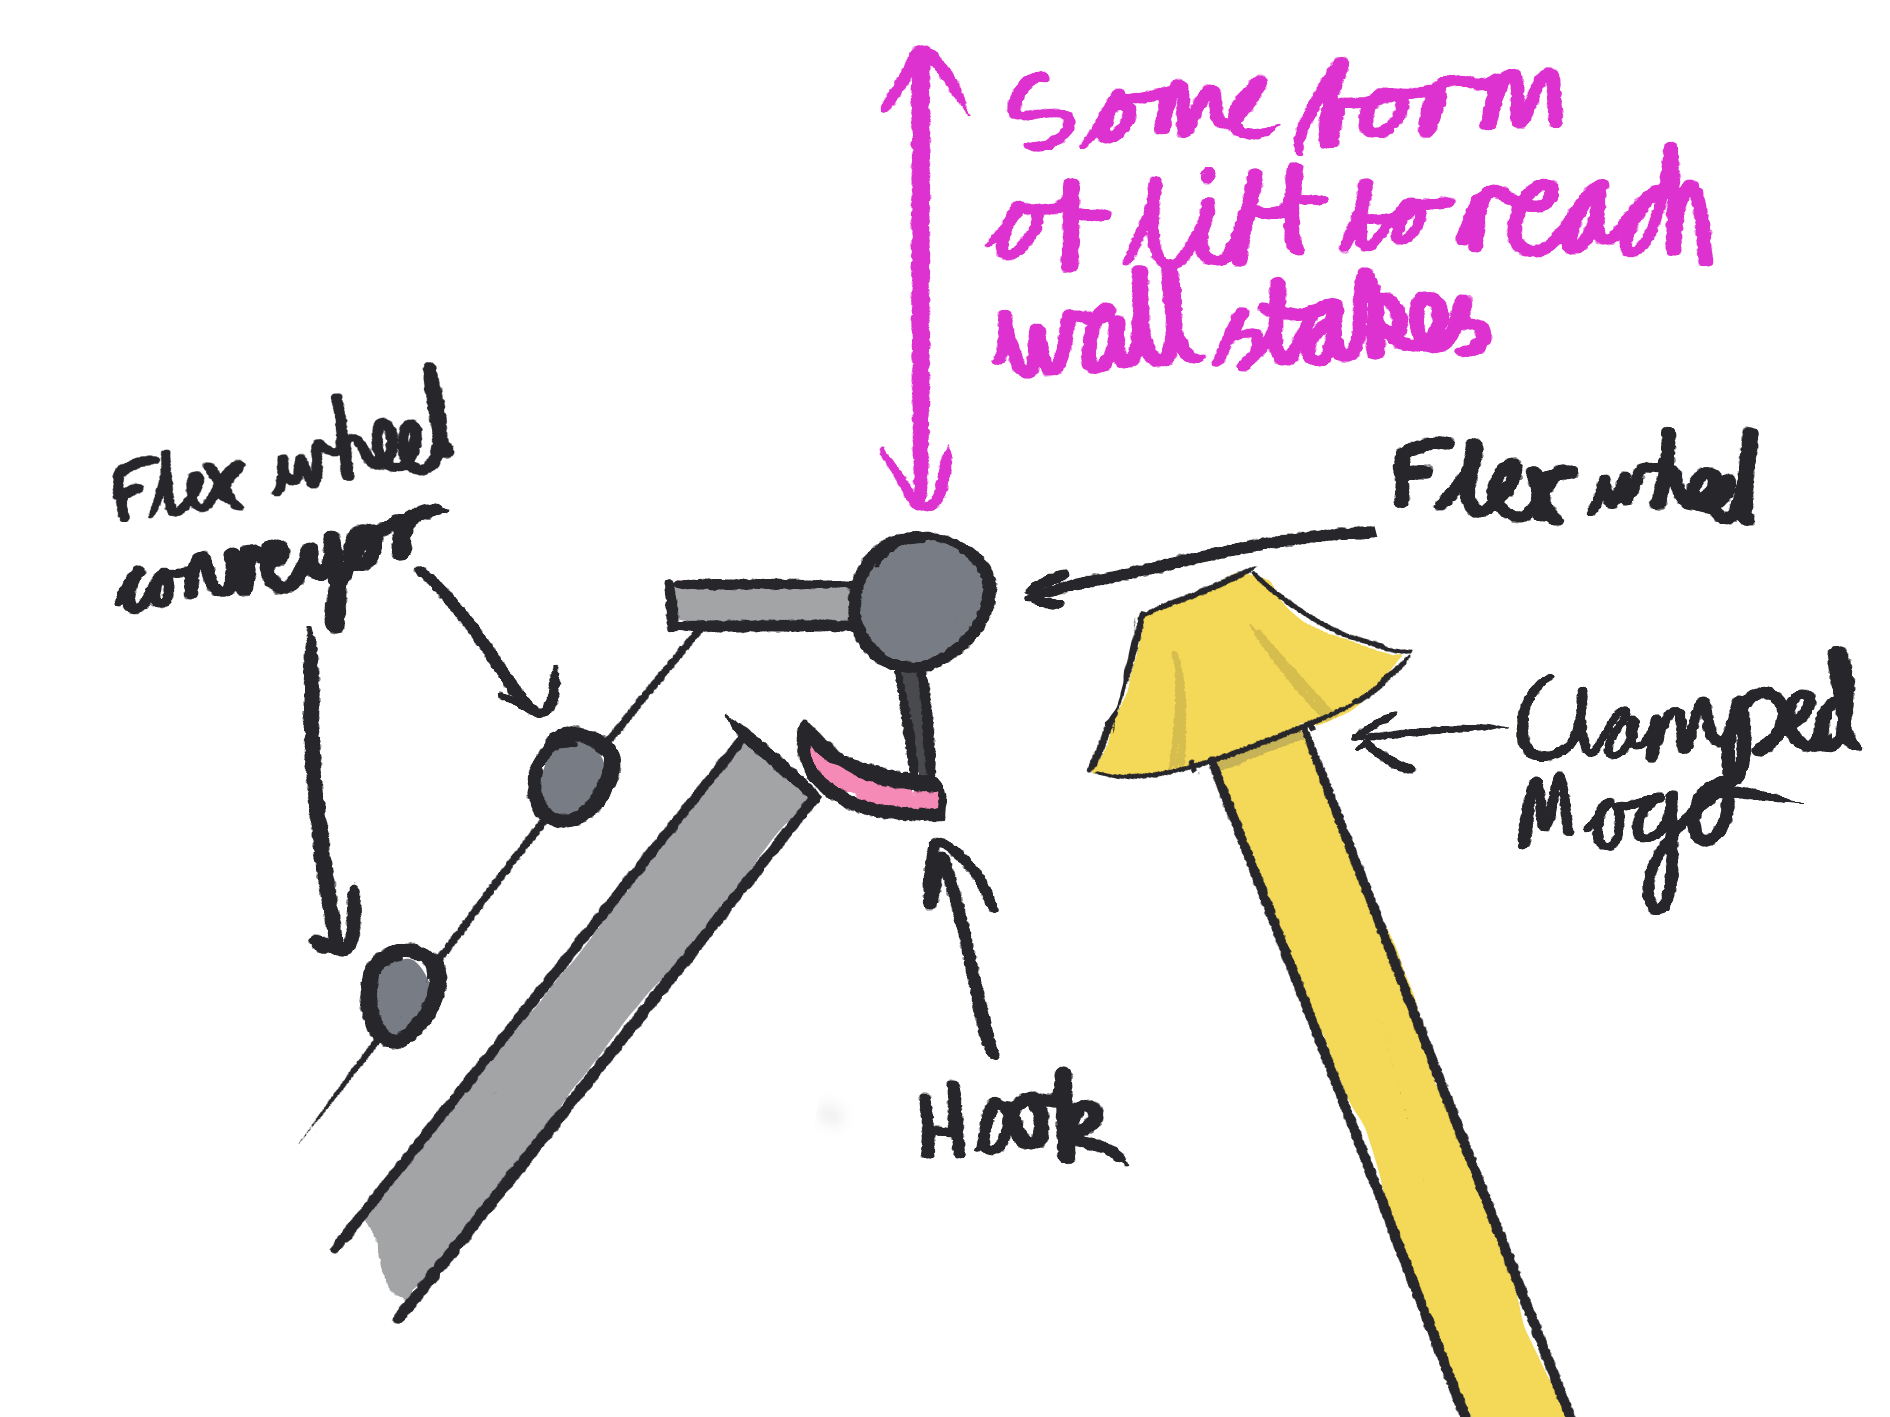 Some form
of lift to reach
wall stakes
Flex wheel
conveyor
Flex wheel
Clamped
Mogo
Hook